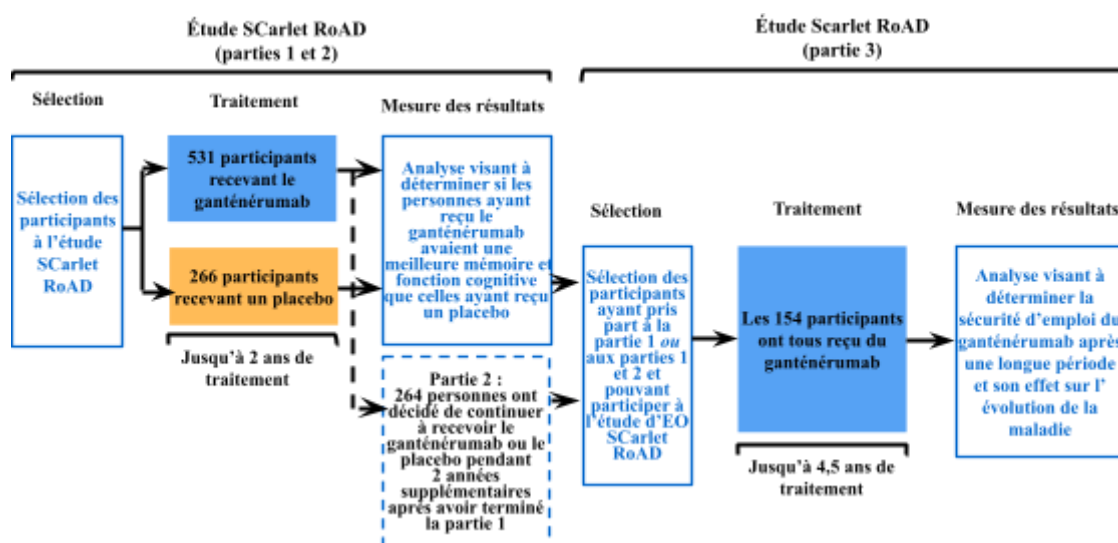 Étude SCarlet RoAD
(parties 1 et 2)
Sélection
Traitement
Mesure des résultats
Sélection des
participants
à l'étude
SCarlet
RoAD
531 participants
recevant le
ganténérumab
266 participants
recevant un placebo
Jusqu'à 2 ans de
traitement
Analyse visant à
déterminer si les
personnes ayant
reçu le
ganténérumab
avaient une
meilleure mémoire et
fonction cognitive
que celles ayant reçu
un placebo
Partie 2 :
264 personnes ont
décidé de continuer
à recevoir le
ganténérumab ou le
placebo pendant
2 années
supplémentaires
après avoir terminé
la partie 1
Étude Scarlet RoAD
(partie 3)
Sélection
Traitement
Mesure des résultats
Sélection des
participants
ayant pris
part à la
partie 1 ou
aux parties 1
et 2 et
pouvant
participer à
l'étude d'EO
SCarlet
RoAD
Les 154 participants
ont tous reçu du
ganténérumab
Jusqu'à 4,5 ans de
traitement
Analyse visant à
déterminer la
sécurité d'emploi du
ganténérumab après
une longue période
et son effet sur l'
évolution de la
maladie